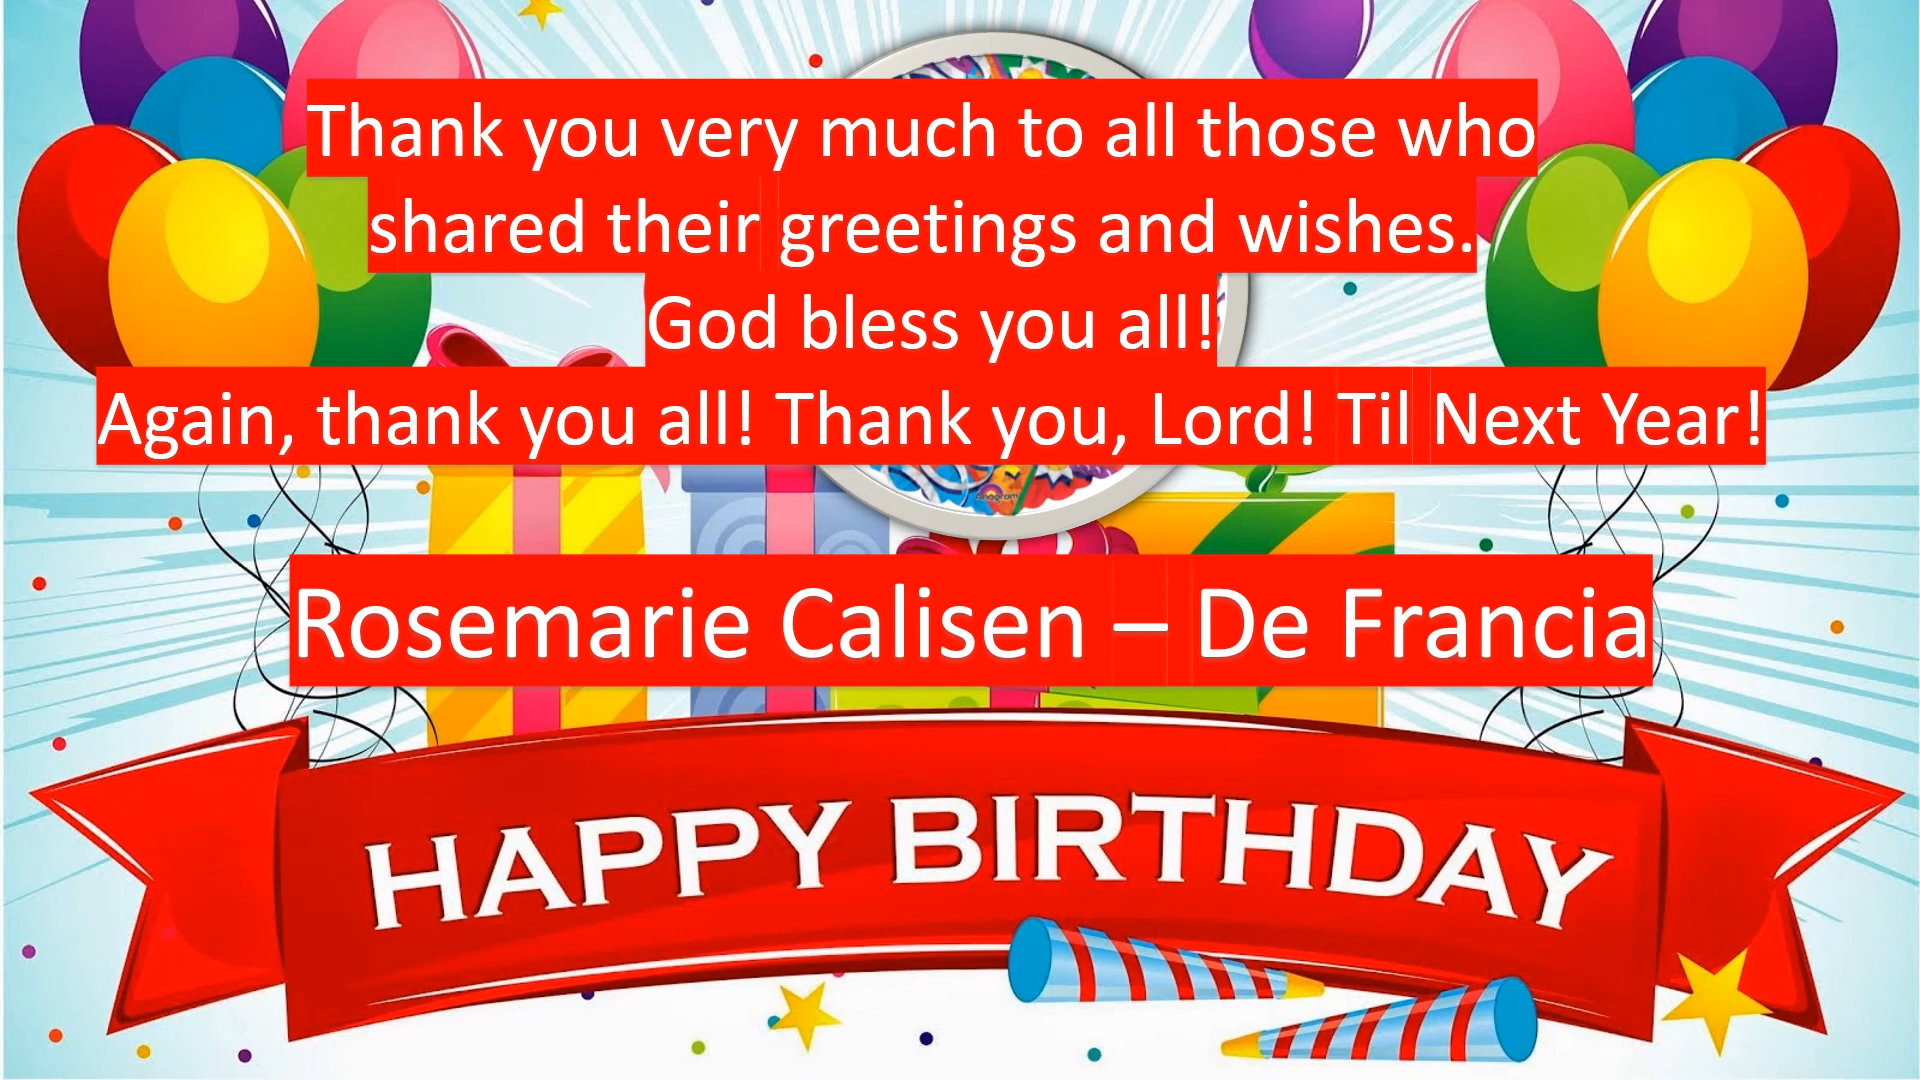 Thank you very much to all those who
shared their greetings and wishes.
God bless you all!
Again, thank you all! Thank you, Lord! Til Next Year!
anagram
Rosemarie Calisen – De Francia
HAPPY BIRTHDAY